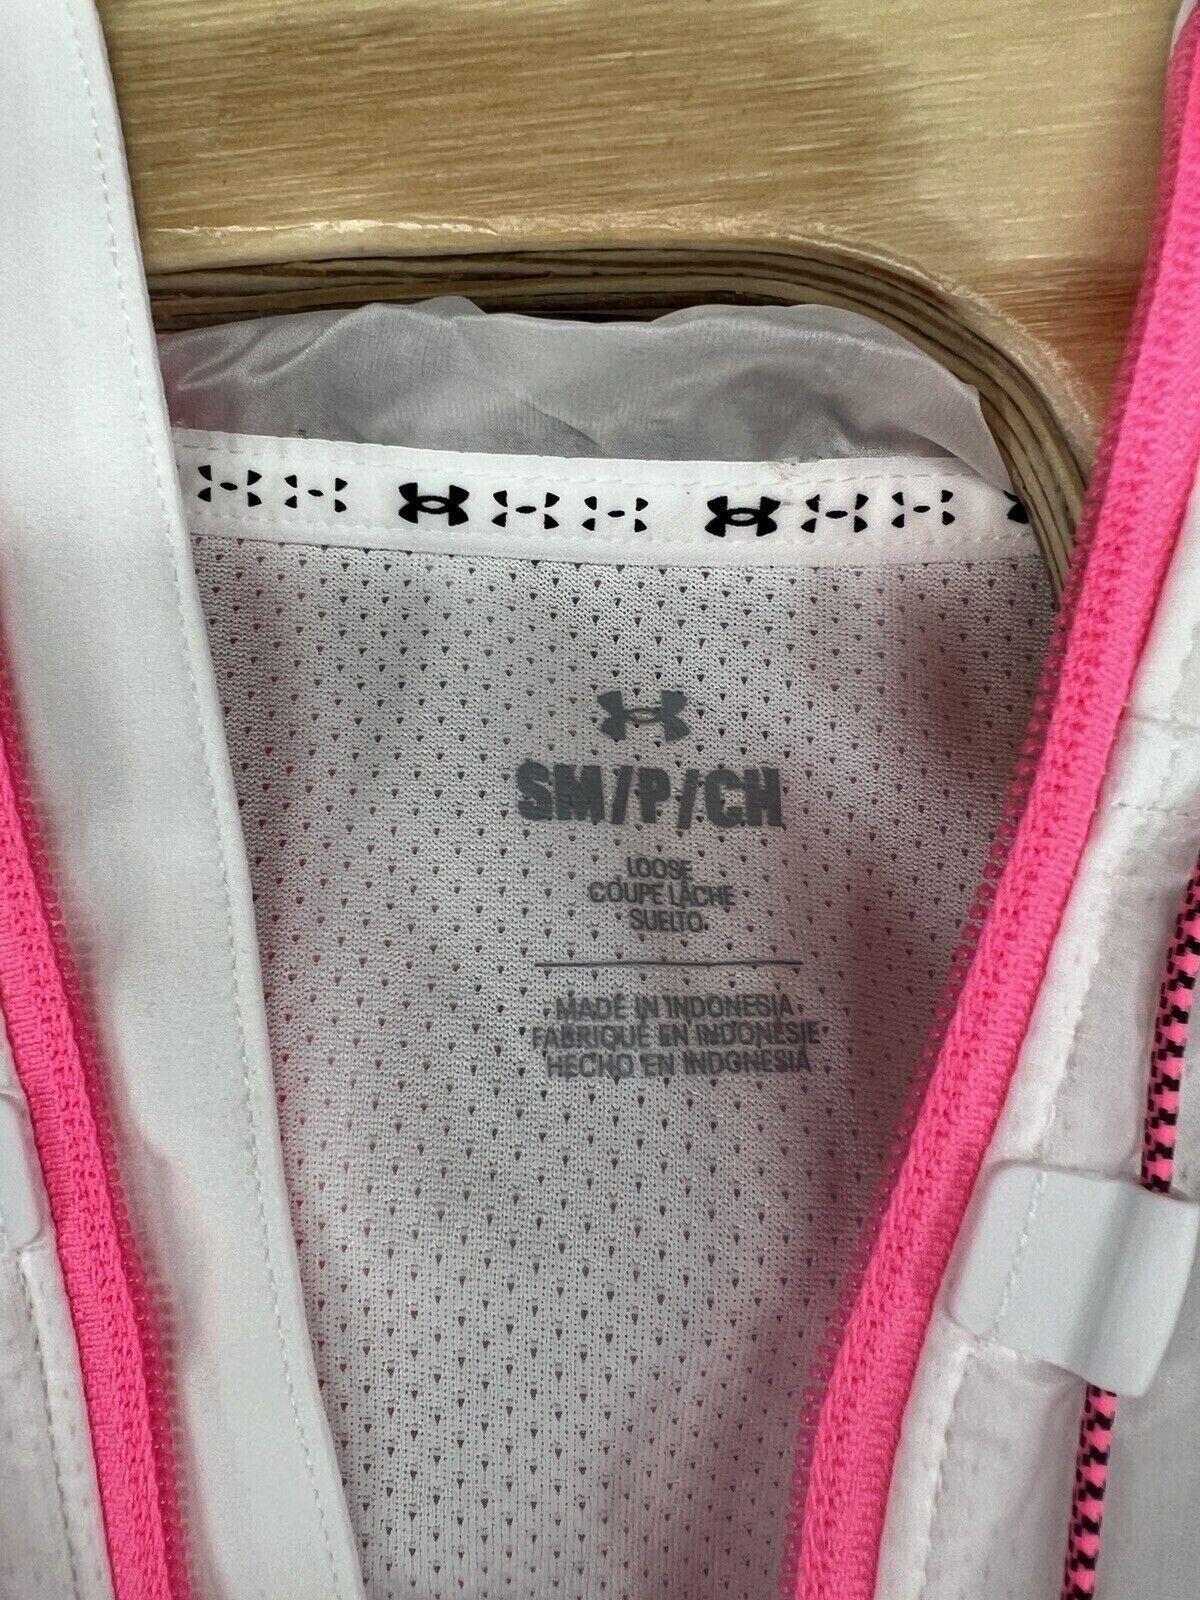 SM/P/CH
LOOSE
COUPE LÂCHE
SUELTO
MADE IN INDONESIA
FABRIQUÉ EN INDONÉSIE
HECHO EN INDONESIA